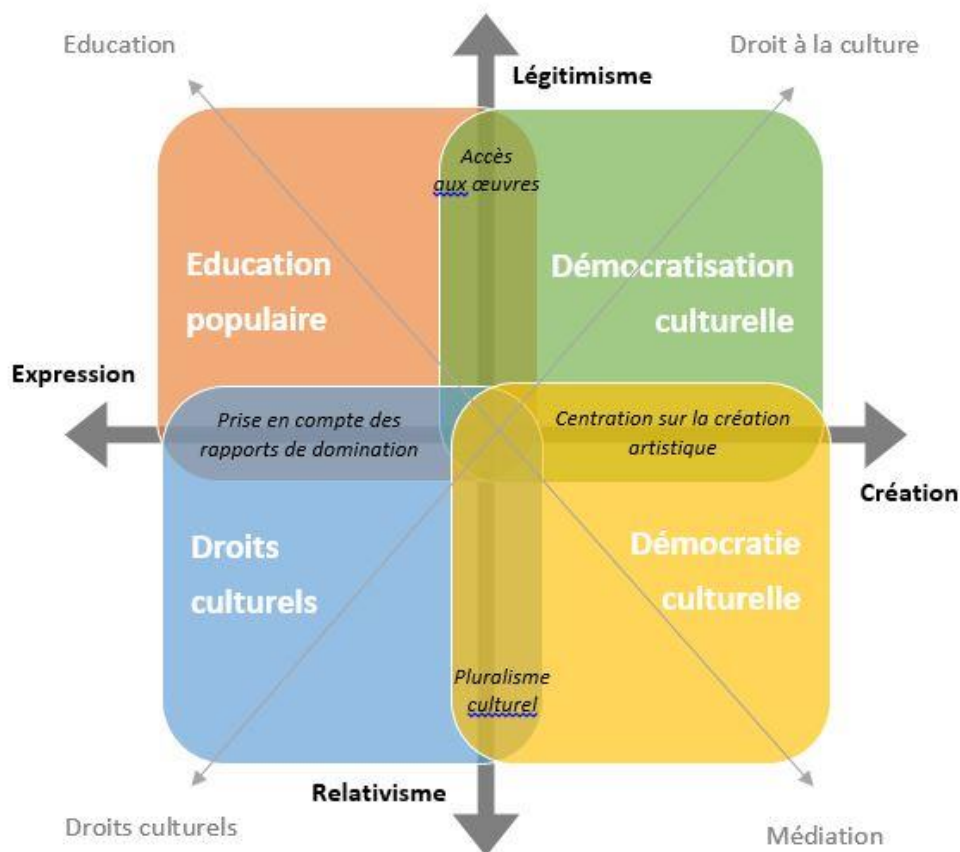 Education
Droit à la culture
Légitimisme
Accès
aux œuvres
Education
populaire
Démocratisation
culturelle
Expression
Prise en compte des
rapports de domination
Centration sur la création
artistique
Création
Droits
culturels
Démocratie
culturelle
Pluralisme
culturel
Relativisme
Droits culturels
Médiation